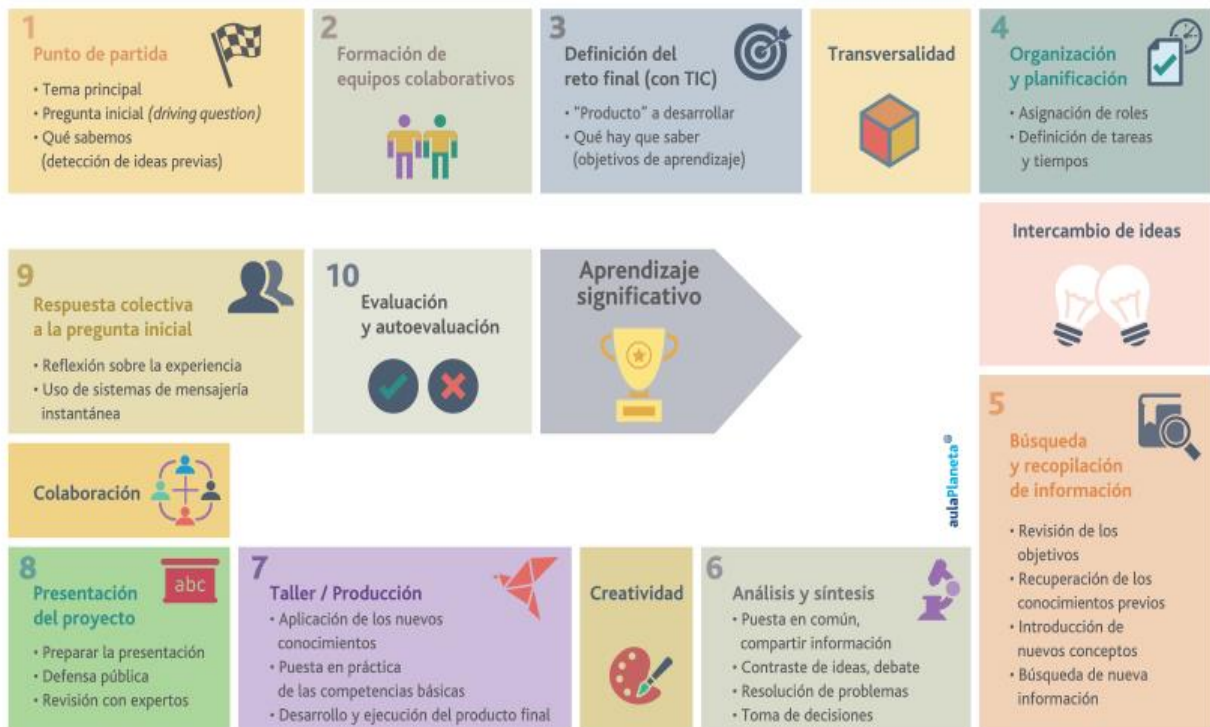 1
Punto de partida
• Tema principal
• Pregunta inicial (driving question)
• Qué sabemos
(detección de ideas previas)
2
Formación de
equipos colaborativos
3
Definición del
reto final (con TIC)
• "Producto" a desarrollar
• Qué hay que saber
(objetivos de aprendizaje)
Transversalidad
4
Organización
y planificación
• Asignación de roles
• Definición de tareas
y tiempos
Intercambio de ideas
5
Búsqueda
y recopilación
de información
• Revisión de los
objetivos
• Recuperación de los
conocimientos previos
• Introducción de
nuevos conceptos
• Búsqueda de nueva
información
6
Análisis y síntesis
• Puesta en común,
compartir información
• Contraste de ideas, debate
• Resolución de problemas
• Toma de decisiones
Creatividad
7
Taller / Producción
• Aplicación de los nuevos
conocimientos
• Puesta en práctica
de las competencias básicas
• Desarrollo y ejecución del producto final
8
abc
Presentación
del proyecto
• Preparar la presentación
• Defensa pública
• Revisión con expertos
Colaboración
9
Respuesta colectiva
a la pregunta inicial
• Reflexión sobre la experiencia
• Uso de sistemas de mensajería
instantánea
10
Evaluación
y autoevaluación
Aprendizaje
significativo
aulaPlaneta@